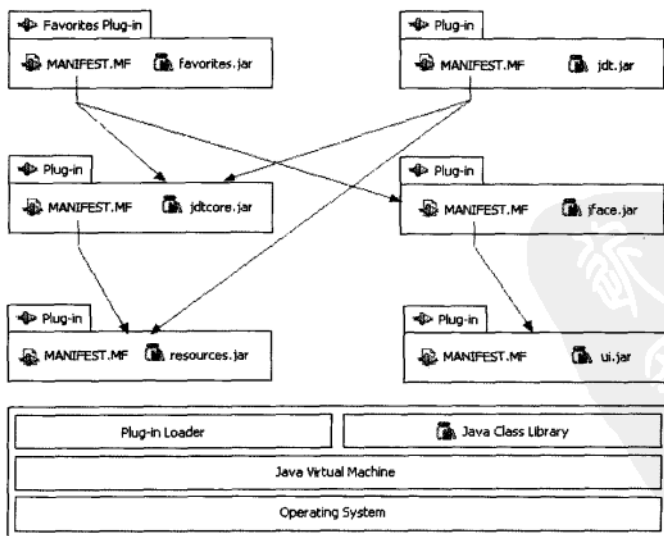 Favorites Plug-in
Plug-in
MANIFEST.MF favorites.jar
MANIFEST.MF jdt.jar
Plug-in
Plug-in
MANIFEST.MF jdtcore.jar
MANIFEST.MF jface.jar
Plug-in
Plug-in
MANIFEST.MF resources.jar
MANIFEST.MF ui.jar
Plug-in Loader
Java Class Library
Java Virtual Machine
Operating System